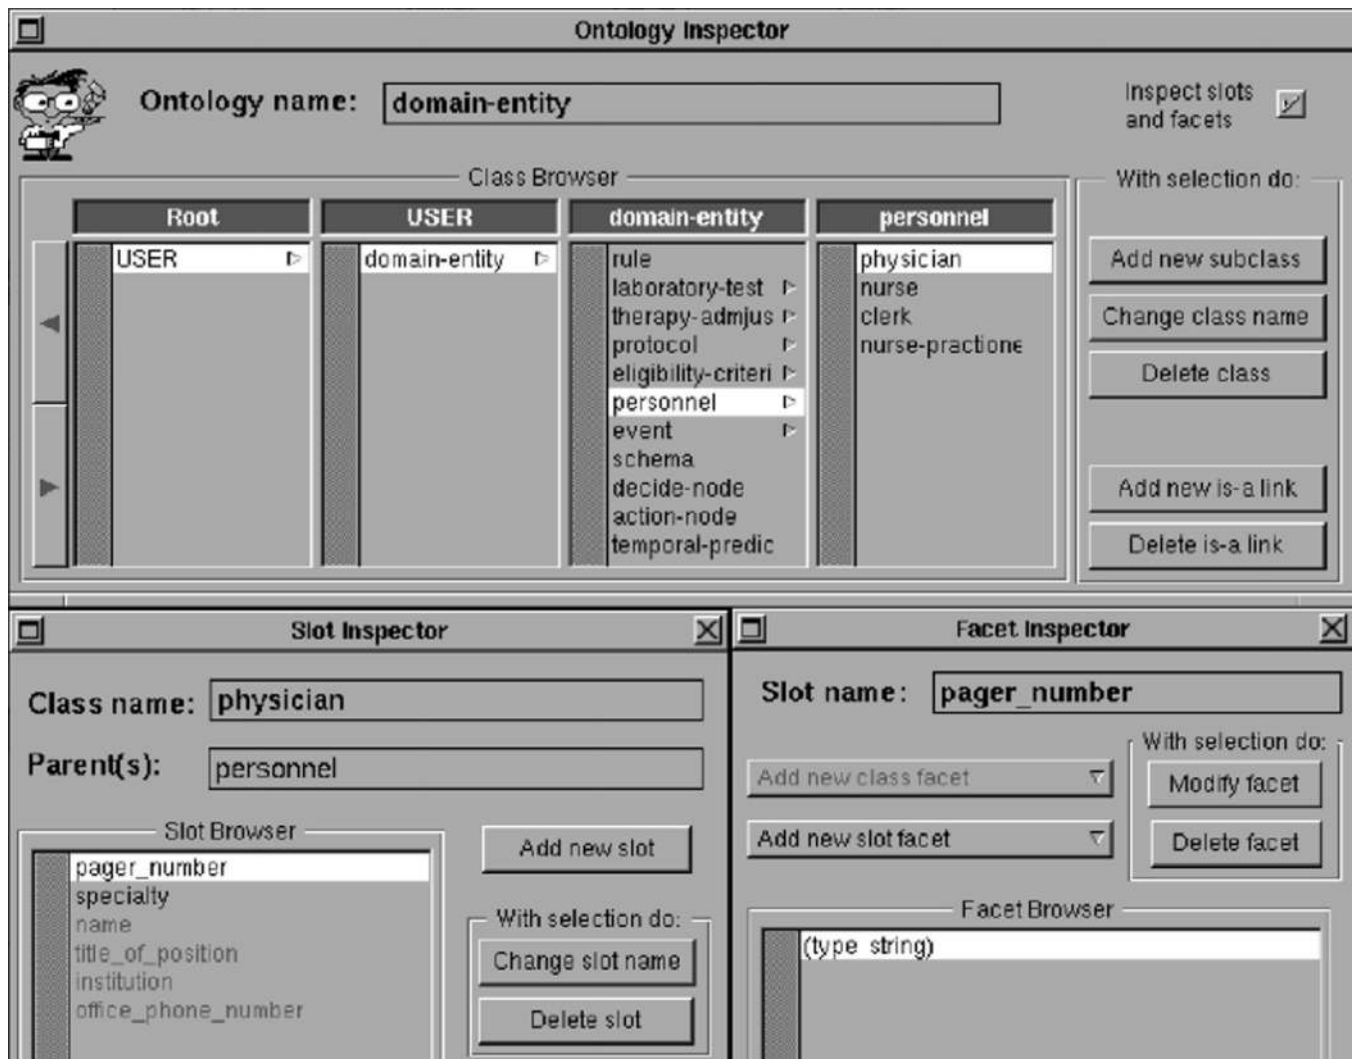 Ontology Inspector
Ontology name: domain-entity
Inspect slots
and facets
Class Browser
With selection do:
Root
USER
USER
domain-entity
domain-entity
rule
laboratory-test
therapy-admjus
protocol
eligibility-criteri
personnel
event
schema
decide-node
action-node
temporal-predic
personnel
physician
nurse
clerk
nurse-practione
Add new subclass
Change class name
Delete class
Add new is-a link
Delete is-a link
Slot Inspector
Class name: physician
Parent(s): personnel
Slot Browser
pager_number
specialty
name
title_of_position
institution
office_phone_number
Add new slot
With selection do:
Change slot name
Delete slot
Facet Inspector
Slot name: pager_number
Add new class facet
Add new slot facet
With selection do:
Modify facet
Delete facet
Facet Browser
(type string)